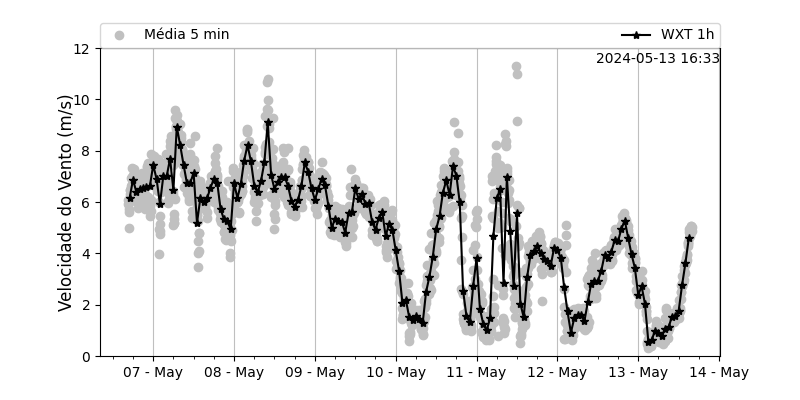 Média 5 min
WXT 1h
2024-05-13 16:33
Velocidade do Vento (m/s)
12
10
8
6
4
2
0
07 - May
08 - May
09 - May
10 - May
11 - May
12 - May
13 - May
14 - May